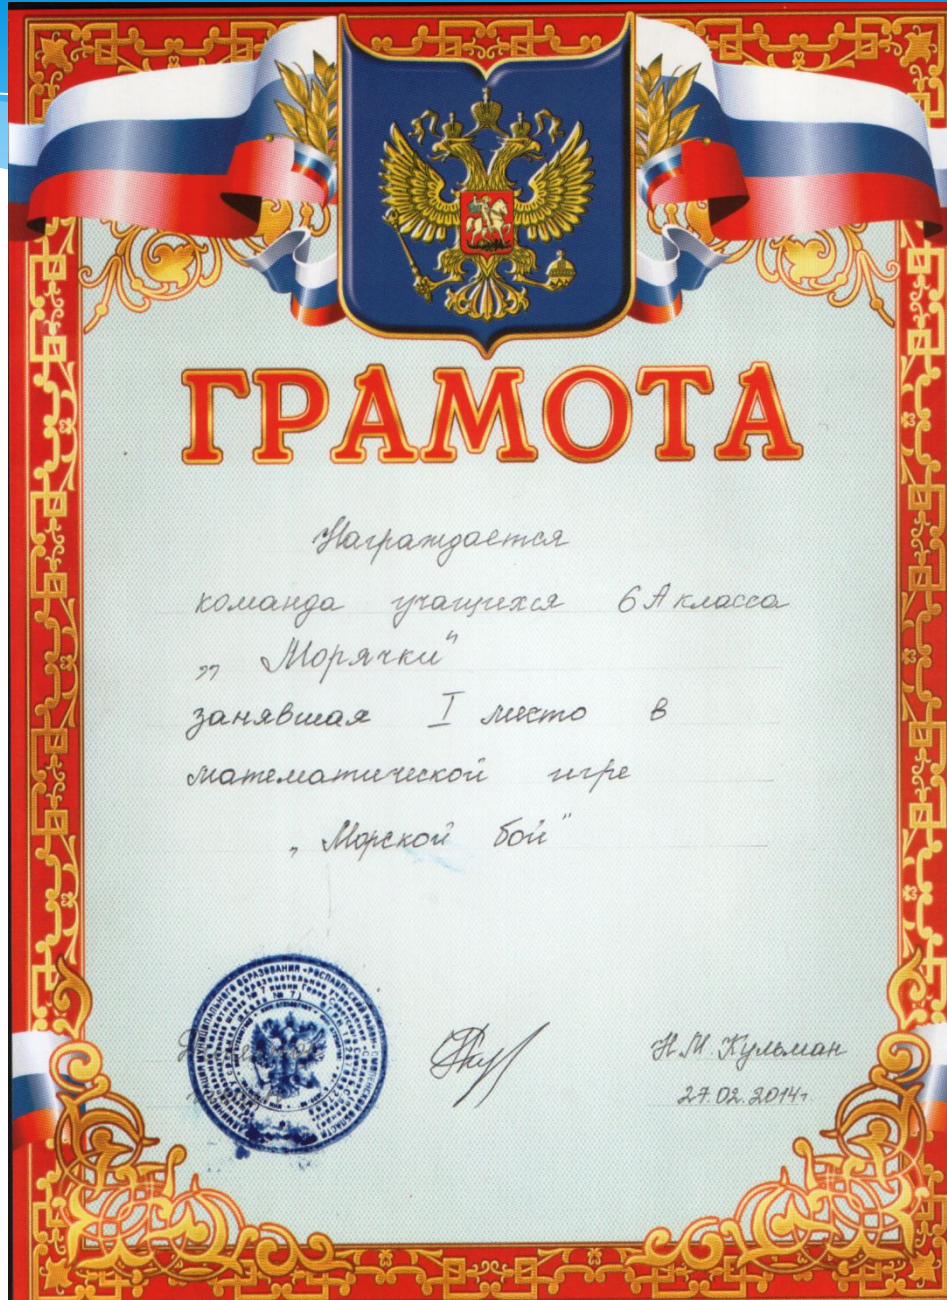 ГРАМОТА
Награждается
команда учащихся 6 А класса
„ Морячки"
занявшая I место в
математической игре
„ Морской бой"
Н.М. Кульман
27.02.2014г